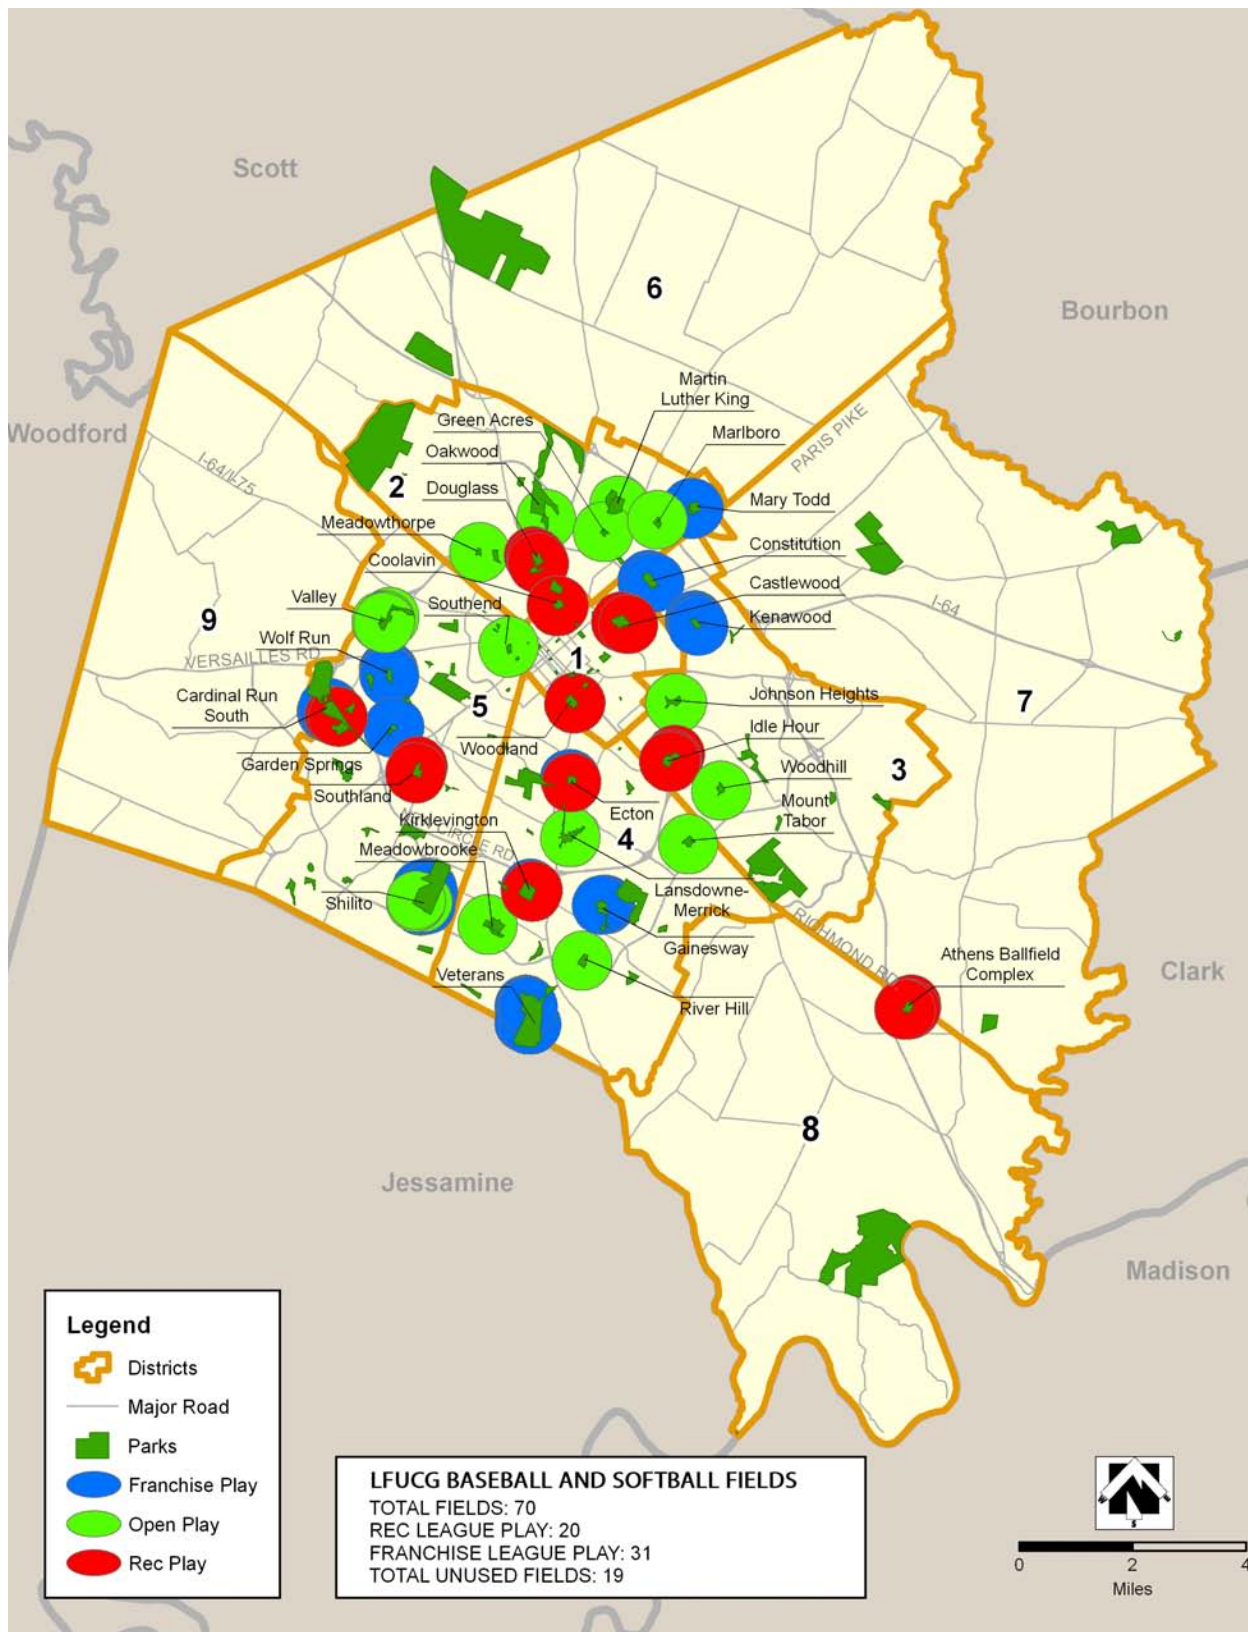 Scott
6
Bourbon
Martin
Luther King
Green Acres
Marlboro
PARIS PIKE
Woodford
Oakwood
I-64/I-75
2
Douglass
Mary Todd
Meadowthorpe
Constitution
Coolavin
Castlewood
Valley
Southend
I-64
9
Kenawood
Wolf Run
VERSAILLES RD
1
Cardinal Run
South
5
Johnson Heights
7
Woodland
Idle Hour
Garden Springs
Woodhill
3
Southland
Ecton
Mount
Tabor
Kirklevington
4
NEW CIRCLE RD
Meadowbrooke
Lansdowne-
Merrick
Shilito
RICHMOND RD
Gainesway
Athens Ballfield
Complex
Clark
Veterans
River Hill
8
Jessamine
Madison
Legend
Districts
Major Road
Parks
Franchise Play
Open Play
Rec Play
LFUCG BASEBALL AND SOFTBALL FIELDS
TOTAL FIELDS: 70
REC LEAGUE PLAY: 20
FRANCHISE LEAGUE PLAY: 31
TOTAL UNUSED FIELDS: 19
N
S
0 2 4
Miles